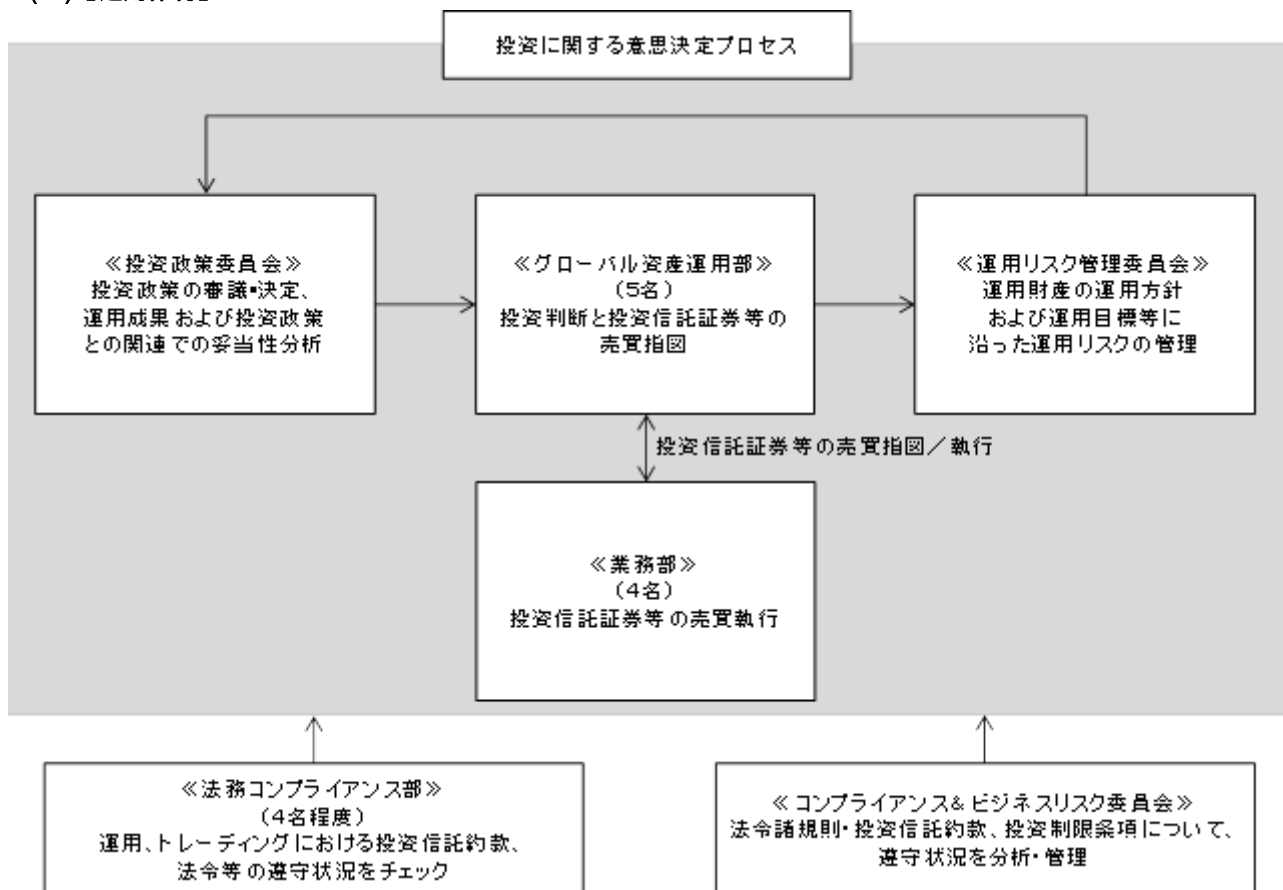 投資に関する意思決定プロセス
≪投資政策委員会≫
投資政策の審議・決定、
運用成果および投資政策
との関連での妥当性分析
≪グローバル資産運用部≫
(5名)
投資判断と投資信託証券等の
売買指図
≪運用リスク管理委員会≫
運用財産の運用方針
および運用目標等に
沿った運用リスクの管理
投資信託証券等の売買指図／執行
≪業務部≫
(4名)
投資信託証券等の売買執行
≪法務コンプライアンス部≫
(4名程度)
運用、トレーディングにおける投資信託約款、
法令等の遵守状況をチェック
≪コンプライアンス&ビジネスリスク委員会≫
法令諸規則・投資信託約款、投資制限条項について、
遵守状況を分析・管理